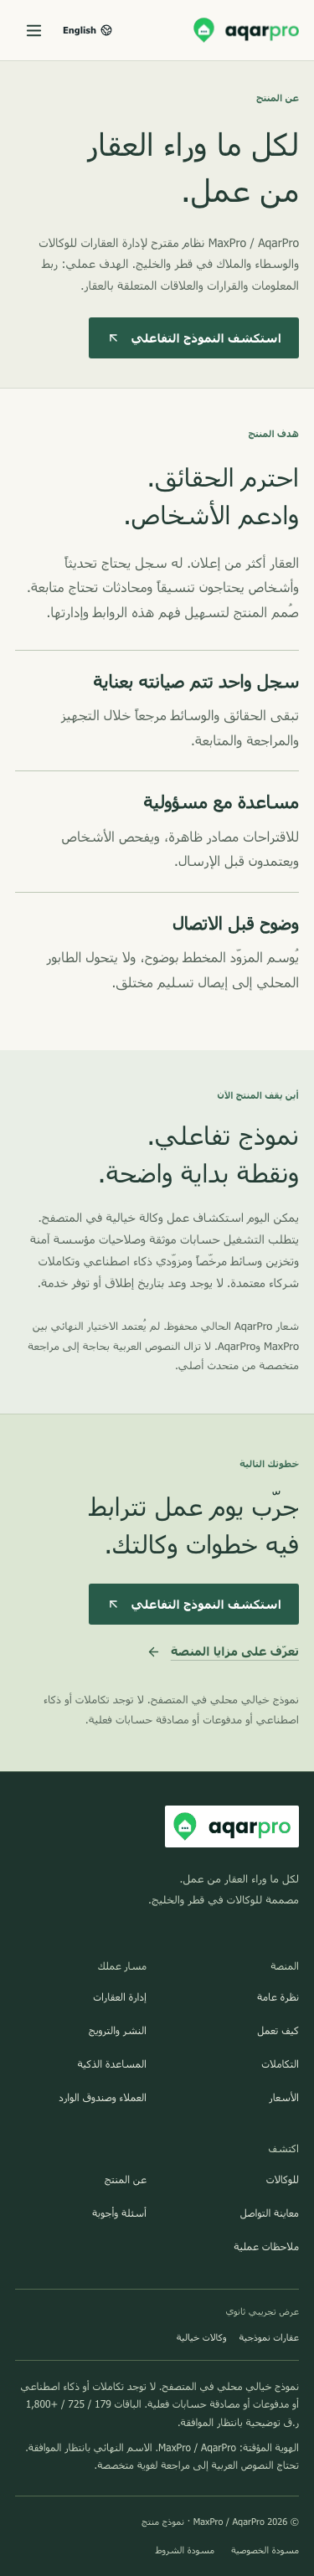 aqarpro
English
عن المنتج
لكل ما وراء العقار
من عمل.
MaxPro / AqarPro نظام مقترح لإدارة العقارات للوكالات
والوسطاء والملاك في قطر والخليج. الهدف عملي: ربط
المعلومات والقرارات والعلاقات المتعلقة بالعقار.
استكشف النموذج التفاعلي
هدف المنتج
احترم الحقائق.
وادعم الأشخاص.
العقار أكثر من إعلان. له سجل يحتاج تحديثاً
وأشخاص يحتاجون تنسيقاً ومحادثات تحتاج متابعة.
صُمم المنتج لتسهيل فهم هذه الروابط وإدارتها.
سجل واحد تتم صيانته بعناية
تبقى الحقائق والوسائط مرجعاً خلال التجهيز
والمراجعة والمتابعة.
مساعدة مع مسؤولية
للاقتراحات مصادر ظاهرة، ويفحص الأشخاص
ويعتمدون قبل الإرسال.
وضوح قبل الاتصال
يُوسم المزوّد المخطط بوضوح، ولا يتحول الطابور
المحلي إلى إيصال تسليم مختلق.
أين يقف المنتج الآن
نموذج تفاعلي.
ونقطة بداية واضحة.
يمكن اليوم استكشاف عمل وكالة خيالية في المتصفح.
يتطلب التشغيل حسابات موثقة وصلاحيات مؤسسة آمنة
وتخزين وسائط مرخّصاً ومزوّدي ذكاء اصطناعي وتكاملات
شركاء معتمدة. لا يوجد وعد بتاريخ إطلاق أو توفر خدمة.
شعار AqarPro الحالي محفوظ. لم يُعتمد الاختيار النهائي بين
MaxPro وAqarPro. لا تزال النصوص العربية بحاجة إلى مراجعة
متخصصة من متحدث أصلي.
خطوتك التالية
جرّب يوم عمل تترابط
فيه خطوات وكالتك.
استكشف النموذج التفاعلي
تعرّف على مزايا المنصة
نموذج خيالي محلي في المتصفح. لا توجد تكاملات أو ذكاء
اصطناعي أو مدفوعات أو مصادقة حسابات فعلية.
aqarpro
لكل ما وراء العقار من عمل.
مصممة للوكالات في قطر والخليج.
المنصة
نظرة عامة
كيف تعمل
التكاملات
الأسعار
مسار عملك
إدارة العقارات
النشر والترويج
المساعدة الذكية
العملاء وصندوق الوارد
اكتشف
للوكالات
معاينة التواصل
ملاحظات عملية
عن المنتج
أسئلة وأجوبة
عرض تجريبي ثانوي
عقارات نموذجية
وكالات خيالية
نموذج خيالي محلي في المتصفح. لا توجد تكاملات أو ذكاء اصطناعي
أو مدفوعات أو مصادقة حسابات فعلية. الباقات 179 / 725 / +1,800
ر.ق توضيحية بانتظار الموافقة.
الهوية المؤقتة: MaxPro / AqarPro. الاسم النهائي بانتظار الموافقة.
تحتاج النصوص العربية إلى مراجعة لغوية متخصصة.
© 2026 MaxPro / AqarPro · نموذج منتج
مسودة الخصوصية
مسودة الشروط